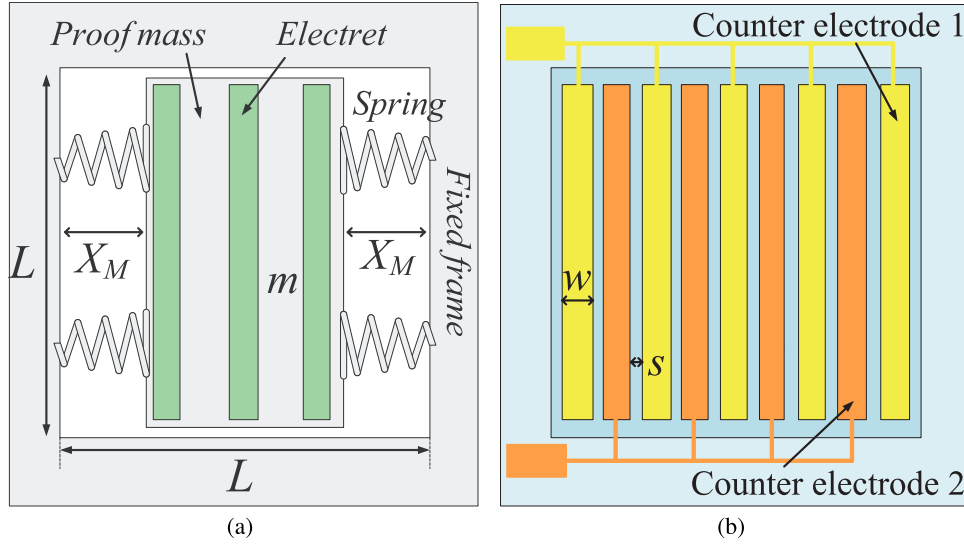 Proof mass
Electret
Spring
X_M
X_M
L
m
Fixed frame
L
(a)
Counter electrode 1
w
s
Counter electrode 2
(b)